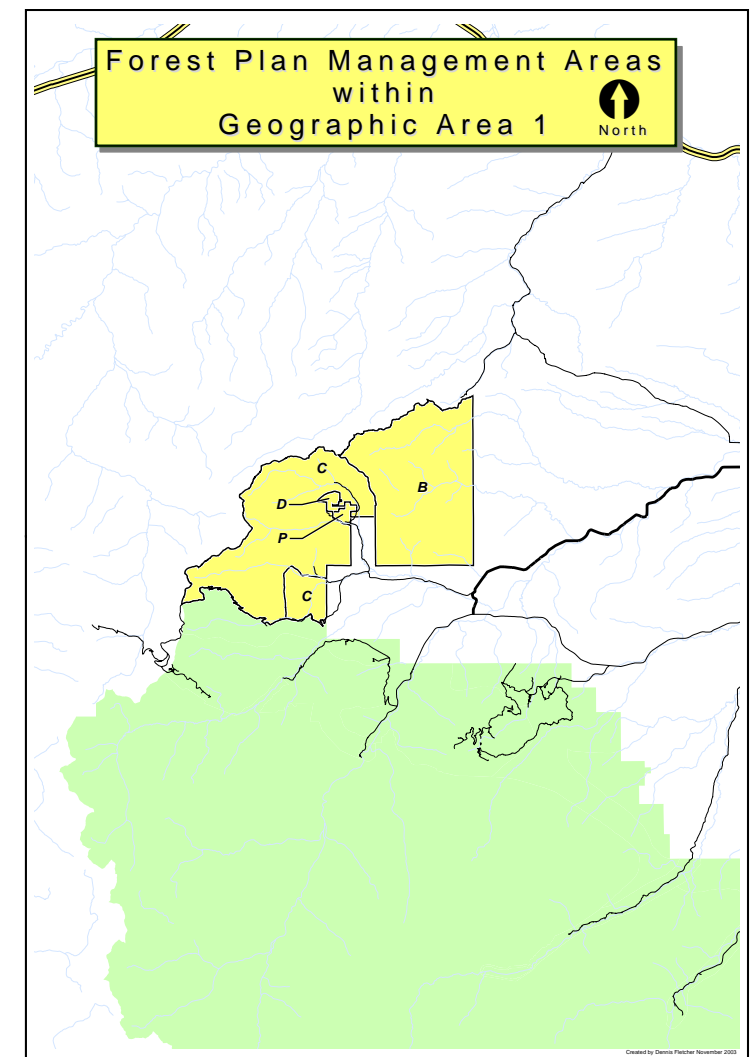 Forest Plan Management Areas
within
Geographic Area 1
North
C
B
D
P
C
Created by Dennis Fletcher November 2003